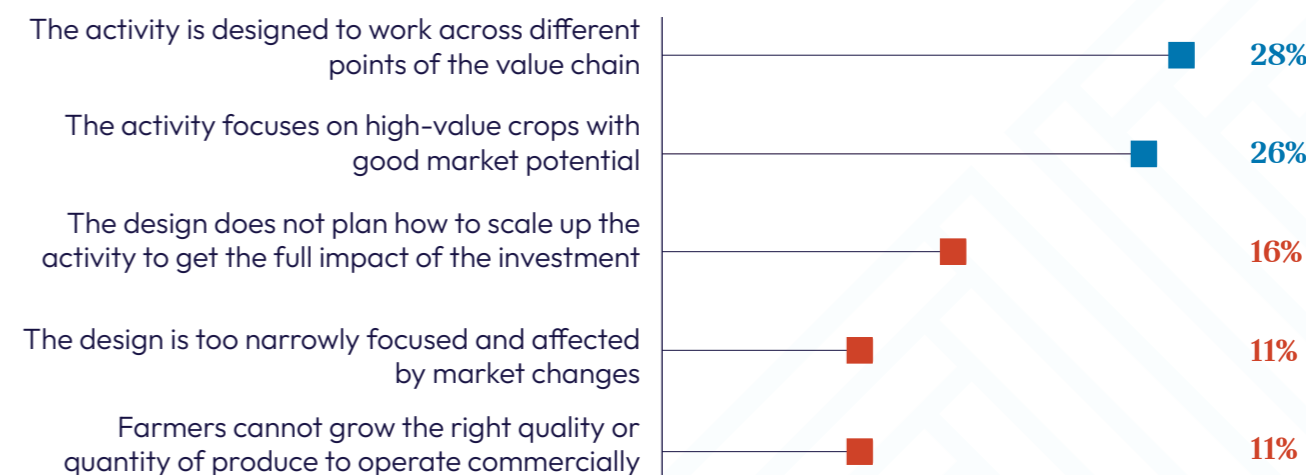 The activity is designed to work across different
points of the value chain
28%
The activity focuses on high-value crops with
good market potential
26%
The design does not plan how to scale up the
activity to get the full impact of the investment
16%
The design is too narrowly focused and affected
by market changes
11%
Farmers cannot grow the right quality or
quantity of produce to operate commercially
11%